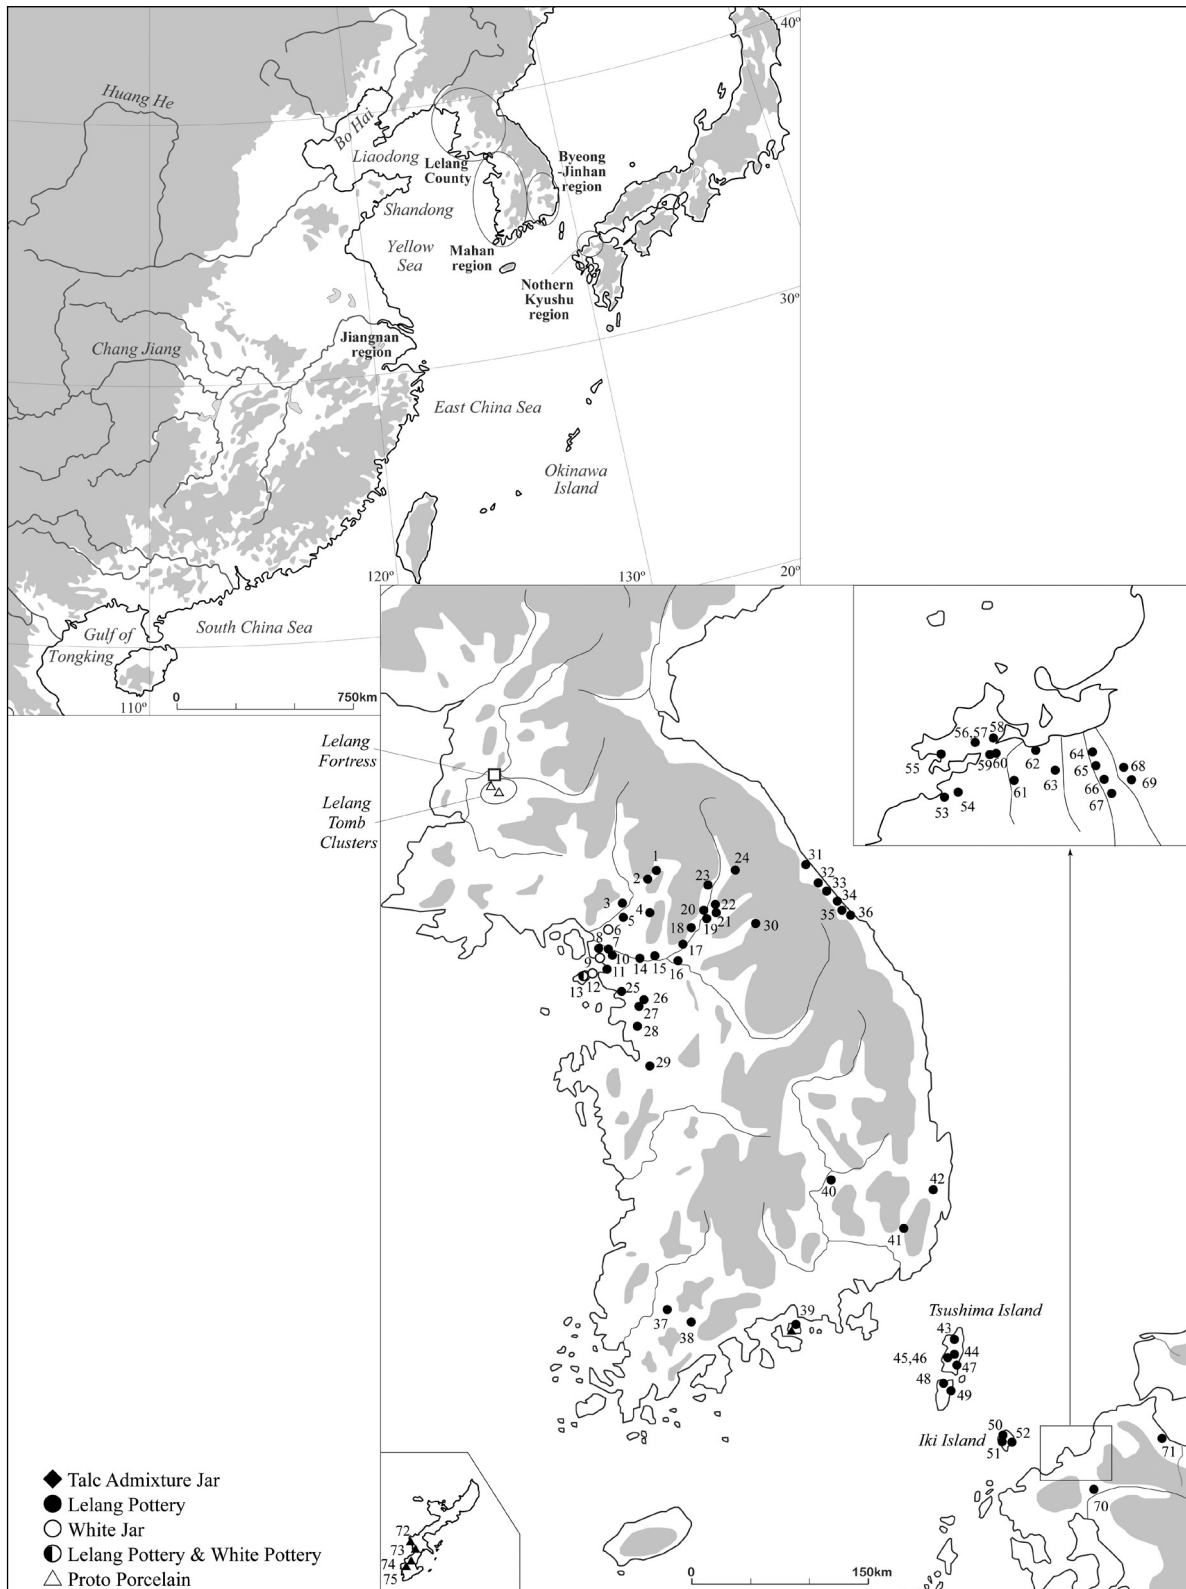 40°
Huang He
Bo Hai
Liaodong
Lelang
County
Byeong
-Jinhan
region
Shandong
Yellow
Sea
Mahan
region
Nothern
Kyushu
region
30°
Jiangnan
region
Chang Jiang
East China Sea
Okinawa
Island
120°
130°
20°
Gulf of
Tongking
South China Sea
110°
0
750km
Lelang
Fortress
Lelang
Tomb
Clusters
1
2
3
4
5
6
7
8
9
10
11
12
13
14
15
16
17
18
19
20
21
22
23
24
25
26
27
28
29
30
31
32
33
34
35
36
37
38
39
40
41
42
Tsushima Island
43
44
45,46
47
48
49
Iki Island
50
51
52
53
54
55
56,57
58
59
60
61
62
63
64
65
66
67
68
69
70
71
72
73
74
75
0
150km
Talc Admixture Jar
Lelang Pottery
White Jar
Lelang Pottery & White Pottery
Proto Porcelain